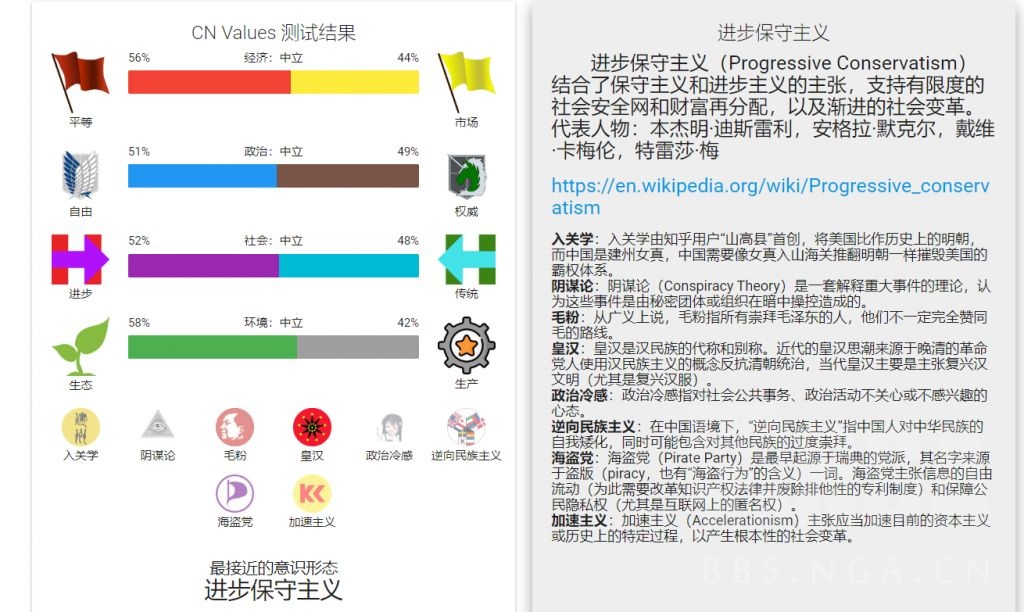 CN Values 测试结果
56% 经济：中立 44%
平等 市场
51% 政治：中立 49%
自由 权威
52% 社会：中立 48%
进步 传统
58% 环境：中立 42%
生态 生产
入关学 阴谋论 毛粉 皇汉 政治冷感 逆向民族主义
海盗党 加速主义
最接近的意识形态
进步保守主义
进步保守主义
进步保守主义（Progressive Conservatism）
结合了保守主义和进步主义的主张，支持有限度的
社会安全网和财富再分配，以及渐进的社会变革。
代表人物：本杰明·迪斯雷利，安格拉·默克尔，戴维
·卡梅伦，特雷莎·梅
https://en.wikipedia.org/wiki/Progressive_conserv
atism
入关学：入关学由知乎用户“山高县”首创，将美国比作历史上的明朝，
而中国是建州女真，中国需要像女真入山海关推翻明朝一样摧毁美国的
霸权体系。
阴谋论：阴谋论（Conspiracy Theory）是一套解释重大事件的理论，认
为这些事件是由秘密团体或组织在暗中操控造成的。
毛粉：从广义上说，毛粉指所有崇拜毛泽东的人，他们不一定完全赞同
毛的路线。
皇汉：皇汉是汉民族的代称和别称。近代的皇汉思潮来源于晚清的革命
党人使用汉民族主义的概念反抗清朝统治，当代皇汉主要是主张复兴汉
文明（尤其是复兴汉服）。
政治冷感：政治冷感指对社会公共事务、政治活动不关心或不感兴趣的
心态。
逆向民族主义：在中国语境下，“逆向民族主义”指中国人对中华民族的
自我矮化，同时可能包含对其他民族的过度崇拜。
海盗党：海盗党（Pirate Party）是最早起源于瑞典的党派，其名字来源
于盗版（piracy，也有“海盗行为”的含义）一词。海盗党主张信息的自由
流动（为此需要改革知识产权法律并废除排他性的专利制度）和保障公
民隐私权（尤其是互联网上的匿名权）。
加速主义：加速主义（Accelerationism）主张应当加速目前的资本主义
或历史上的特定过程，以产生根本性的社会变革。
BBS.NGA.CN